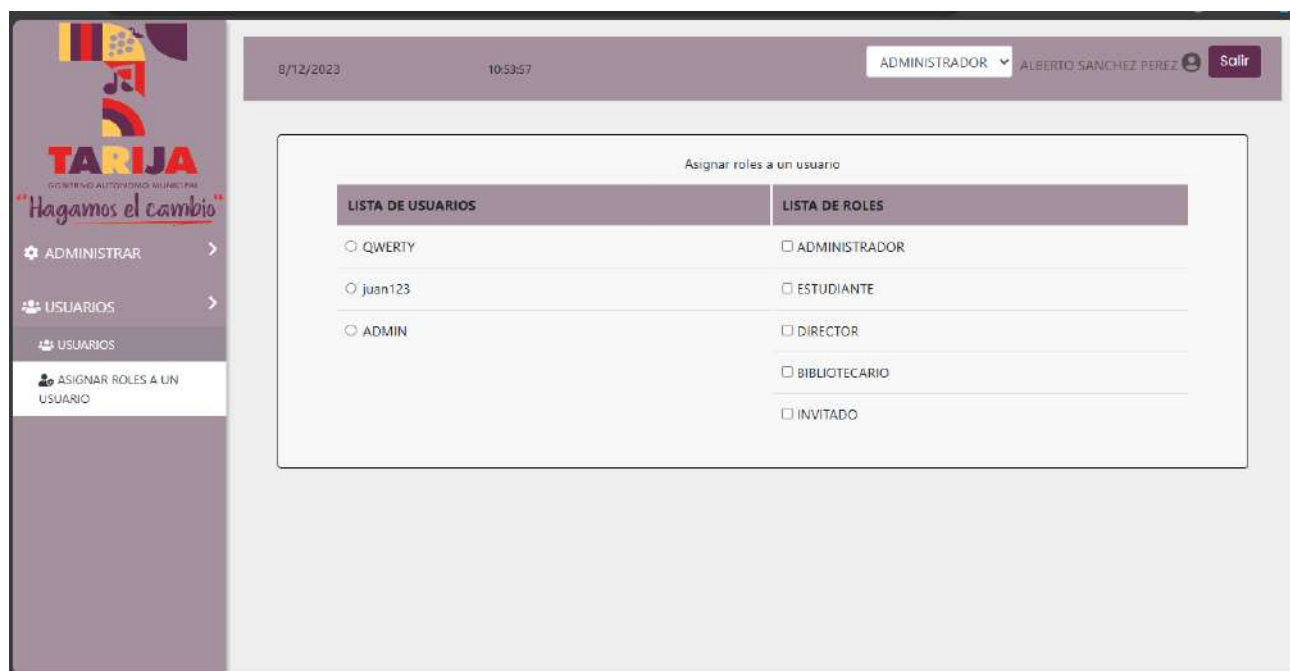 TARIJA
GOBIERNO AUTÓNOMO MUNICIPAL
"Hagamos el cambio"
ADMINISTRAR
USUARIOS
USUARIOS
ASIGNAR ROLES A UN
USUARIO
8/12/2023 10:53:57 ADMINISTRADOR ALBERTO SANCHEZ PEREZ Salir
Asignar roles a un usuario
LISTA DE USUARIOS LISTA DE ROLES
QWERTY ADMINISTRADOR
juan123 ESTUDIANTE
ADMIN DIRECTOR
BIBLIOTECARIO
INVITADO